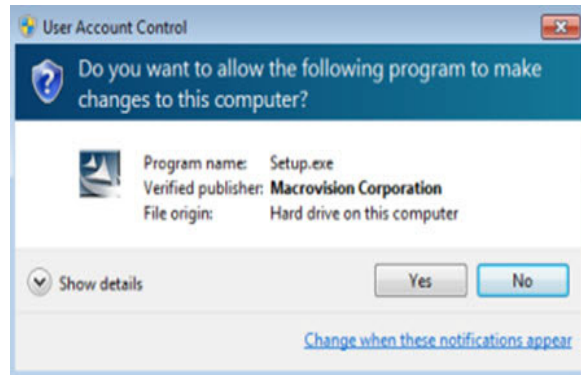 User Account Control
Do you want to allow the following program to make
changes to this computer?
Program name: Setup.exe
Verified publisher: Macrovision Corporation
File origin: Hard drive on this computer
Show details
Yes No
Change when these notifications appear